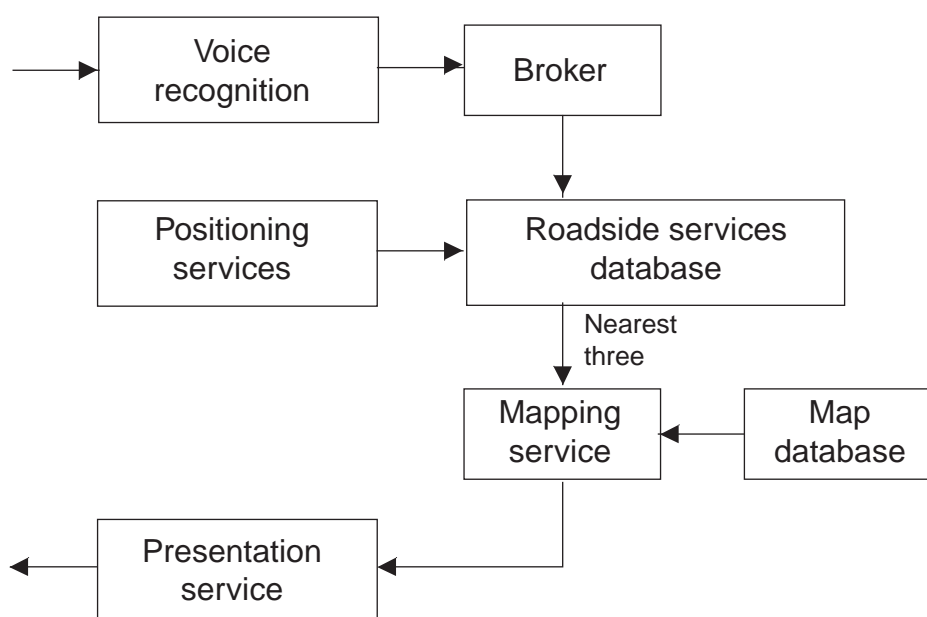 Voice
recognition
Broker
Positioning
services
Roadside services
database
Nearest
three
Mapping
service
Map
database
Presentation
service